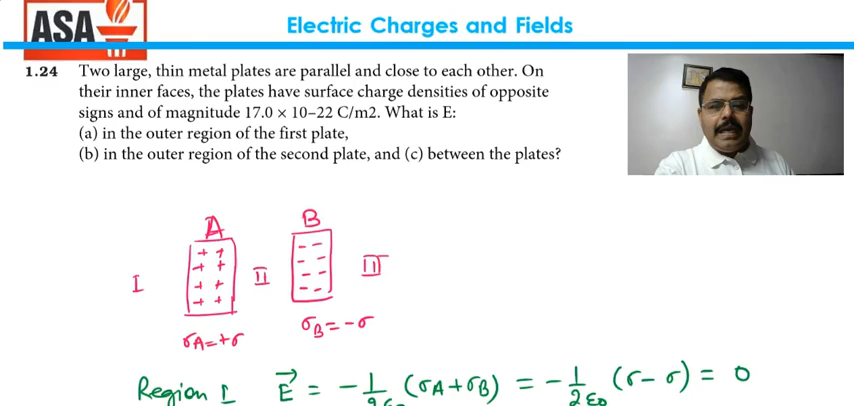 ASA
Electric Charges and Fields
1.24 Two large, thin metal plates are parallel and close to each other. On
their inner faces, the plates have surface charge densities of opposite
signs and of magnitude 17.0 × 10–22 C/m2. What is E:
(a) in the outer region of the first plate,
(b) in the outer region of the second plate, and (c) between the plates?
A B
+ + − −
+ + − −
+ + − −
+ + − −
I II III
σA=+σ σB=−σ
Region I E⃗ = −1/2ε0 (σA+σB) = −1/2ε0 (σ−σ) = 0